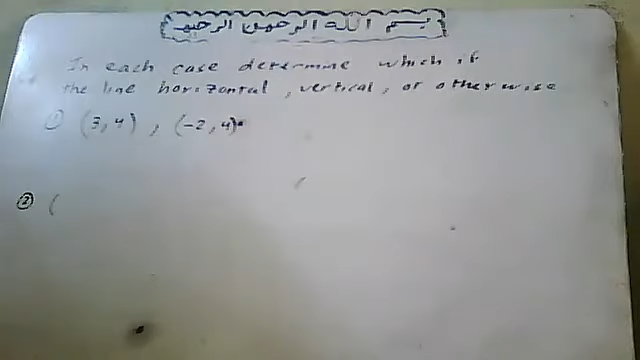 بسم الله الرحمن الرحيم
In each case determine which if
the line horizontal, vertical, or otherwise
① (3,4) , (-2,4)
② (